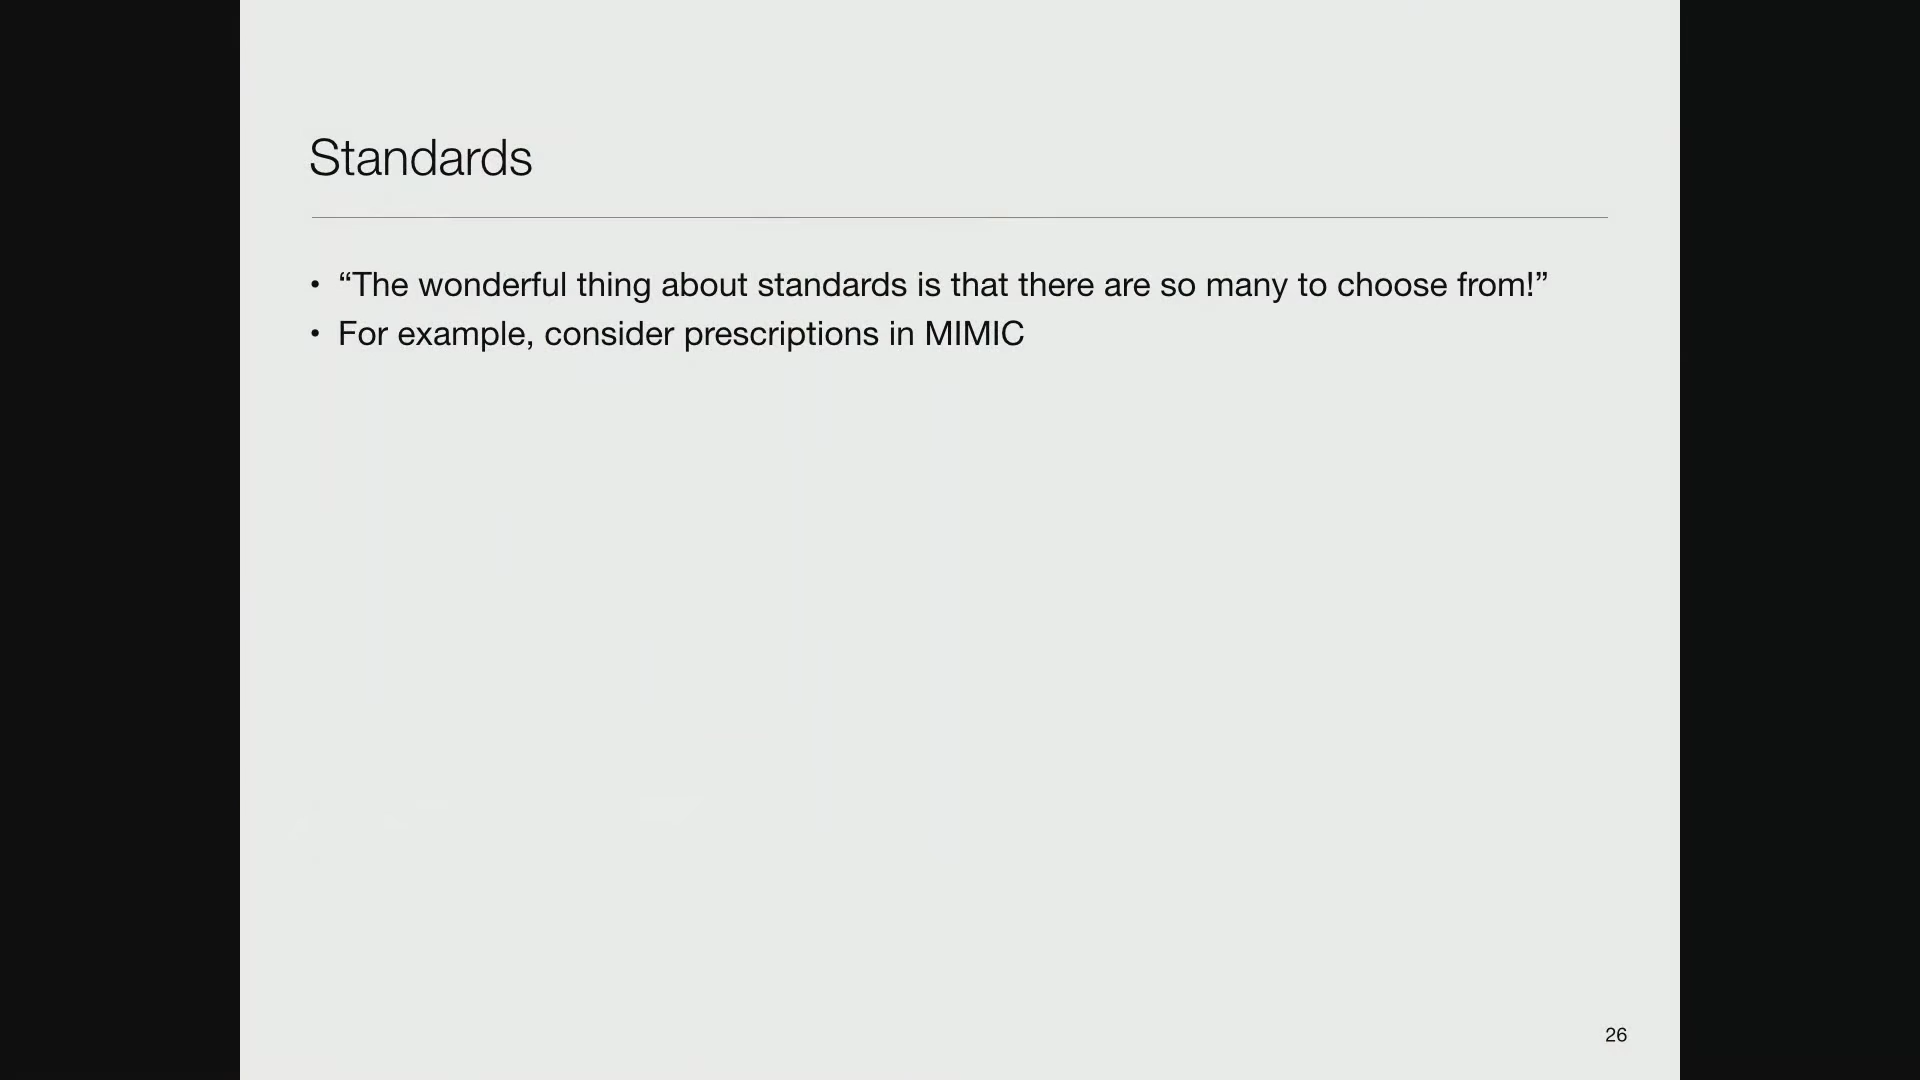 Standards
• “The wonderful thing about standards is that there are so many to choose from!”
• For example, consider prescriptions in MIMIC
26